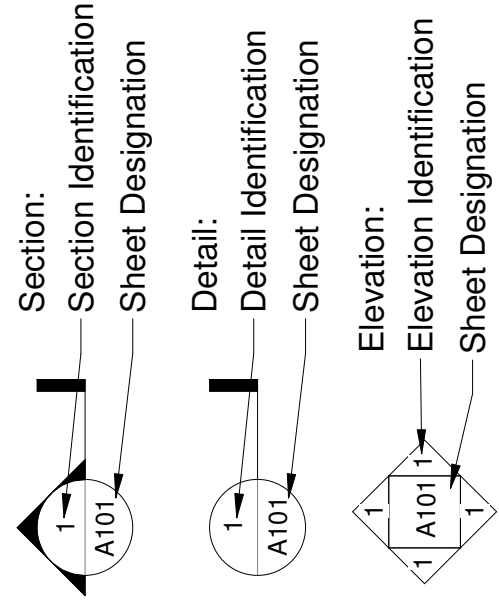 Section:
Section Identification
Sheet Designation
1
A101
Detail:
Detail Identification
Sheet Designation
1
A101
Elevation:
Elevation Identification
Sheet Designation
1
1
A101
1
1